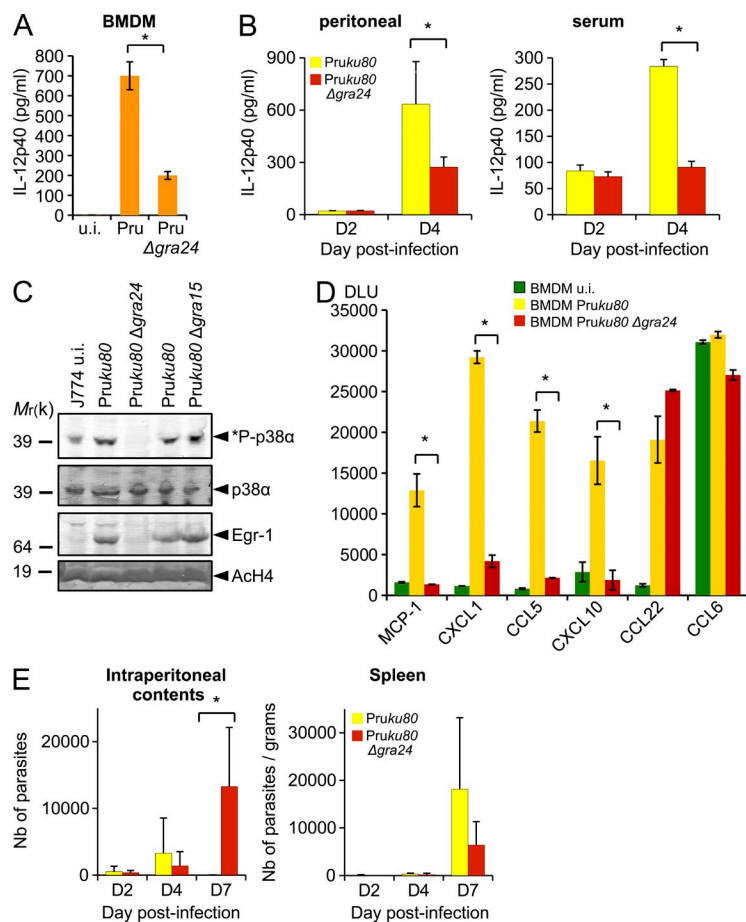 A
BMDM
*
IL-12p40 (pg/ml)
800
700
600
500
400
300
200
100
0
u.i.
Pru
Pru
Δgra24
B
peritoneal
Pruku80
Pruku80
Δgra24
*
IL-12p40 (pg/ml)
900
600
300
0
D2
D4
Day post-infection
serum
*
IL-12p40 (pg/ml)
300
250
200
150
100
50
0
D2
D4
Day post-infection
C
J774 u.i.
Pruku80
Pruku80 Δgra24
Pruku80
Pruku80 Δgra15
Mr(k)
39
*P-p38α
39
p38α
64
Egr-1
19
AcH4
D
DLU
BMDM u.i.
BMDM Pruku80
BMDM Pruku80 Δgra24
35000
30000
25000
20000
15000
10000
5000
0
*
*
*
*
MCP-1
CXCL1
CCL5
CXCL10
CCL22
CCL6
E
Intraperitoneal
contents
*
Nb of parasites
20000
10000
0
D2
D4
D7
Day post-infection
Spleen
Pruku80
Pruku80
Δgra24
Nb of parasites / grams
30000
20000
10000
0
D2
D4
D7
Day post-infection